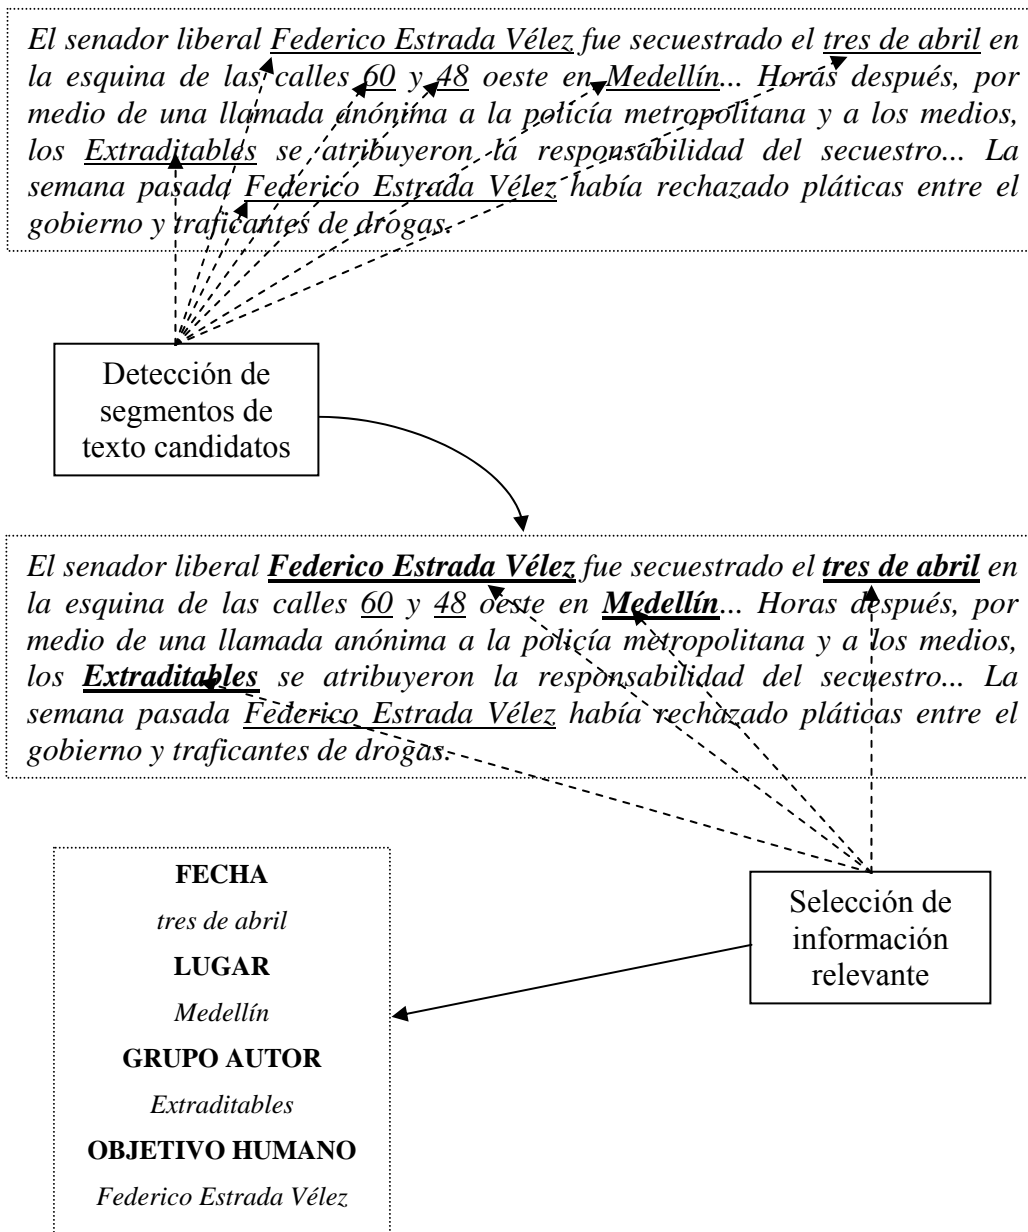 El senador liberal Federico Estrada Vélez fue secuestrado el tres de abril en
la esquina de las calles 60 y 48 oeste en Medellín... Horas después, por
medio de una llamada anónima a la policía metropolitana y a los medios,
los Extraditables se atribuyeron la responsabilidad del secuestro... La
semana pasada Federico Estrada Vélez había rechazado pláticas entre el
gobierno y traficantes de drogas.
Detección de
segmentos de
texto candidatos
El senador liberal Federico Estrada Vélez fue secuestrado el tres de abril en
la esquina de las calles 60 y 48 oeste en Medellín... Horas después, por
medio de una llamada anónima a la policía metropolitana y a los medios,
los Extraditables se atribuyeron la responsabilidad del secuestro... La
semana pasada Federico Estrada Vélez había rechazado pláticas entre el
gobierno y traficantes de drogas.
FECHA
tres de abril
LUGAR
Medellín
GRUPO AUTOR
Extraditables
OBJETIVO HUMANO
Federico Estrada Vélez
Selección de
información
relevante